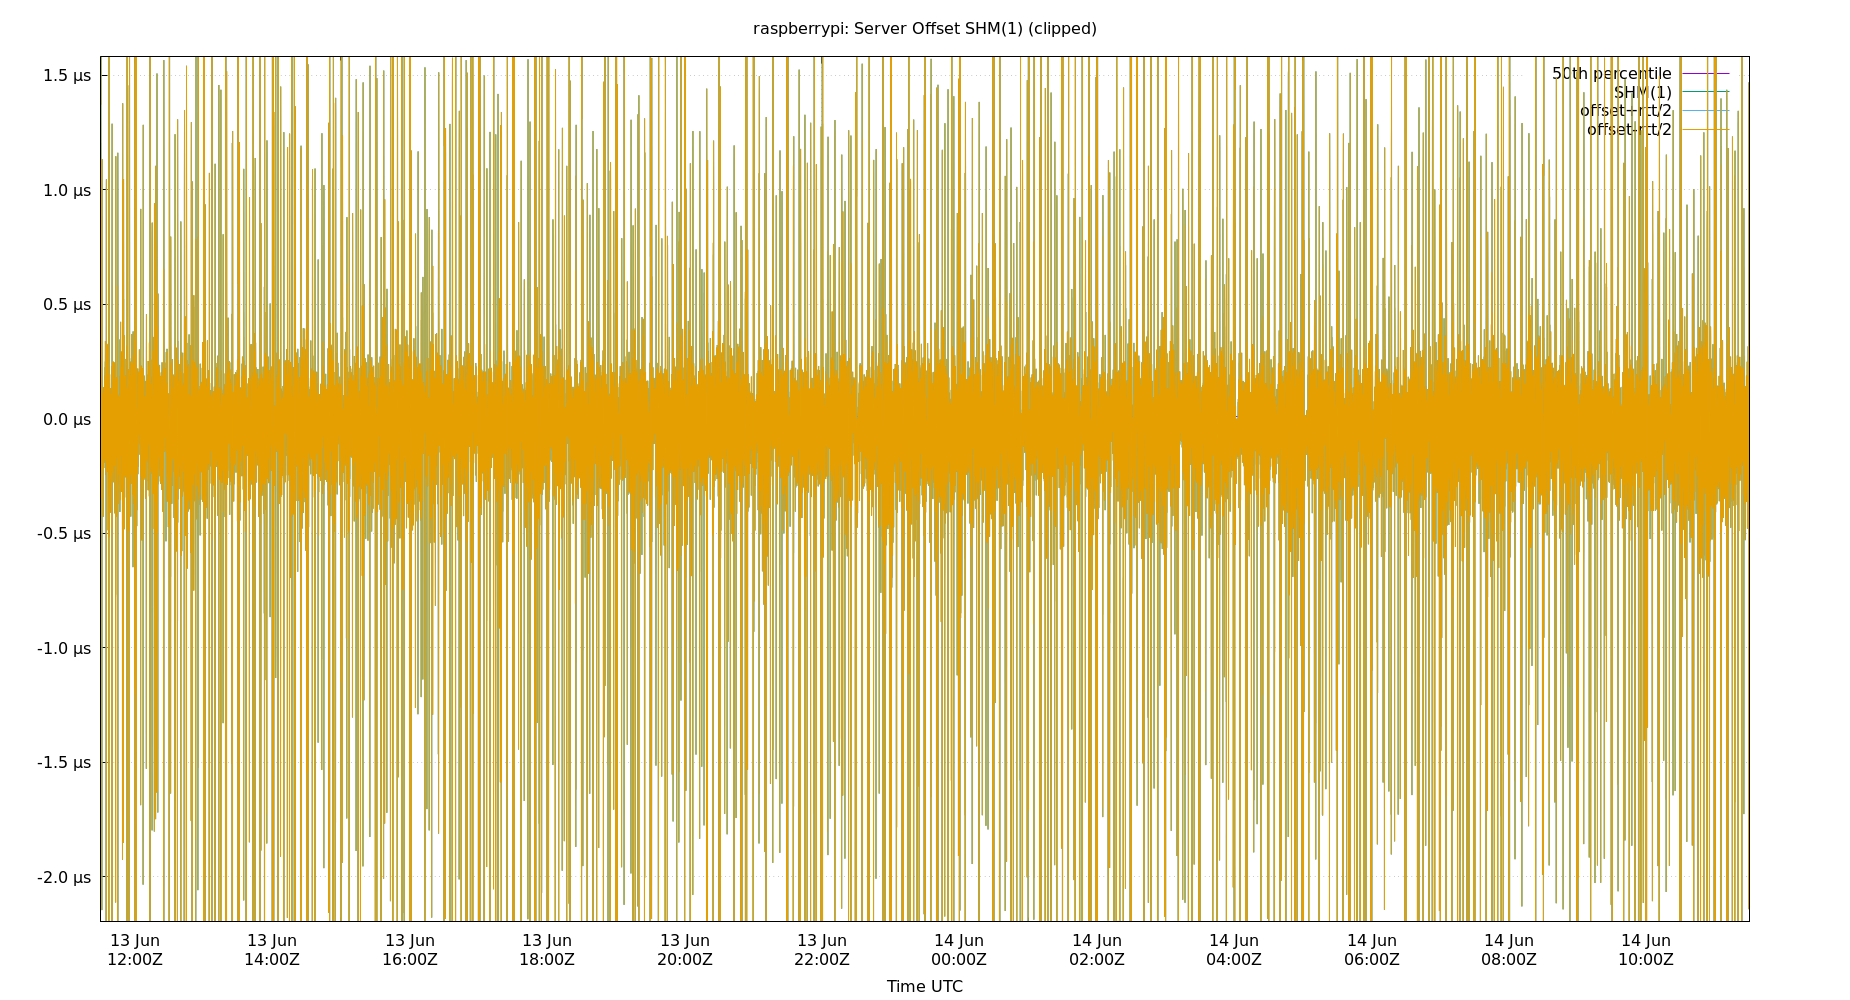 raspberrypi: Server Offset SHM(1) (clipped)
1.5 µs
1.0 µs
0.5 µs
0.0 µs
-0.5 µs
-1.0 µs
-1.5 µs
-2.0 µs
50th percentile
SHM(1)
offset+rtt/2
offset-rtt/2
13 Jun 13 Jun 13 Jun 13 Jun 13 Jun 13 Jun 14 Jun 14 Jun 14 Jun 14 Jun 14 Jun 14 Jun
12:00Z 14:00Z 16:00Z 18:00Z 20:00Z 22:00Z 00:00Z 02:00Z 04:00Z 06:00Z 08:00Z 10:00Z
Time UTC